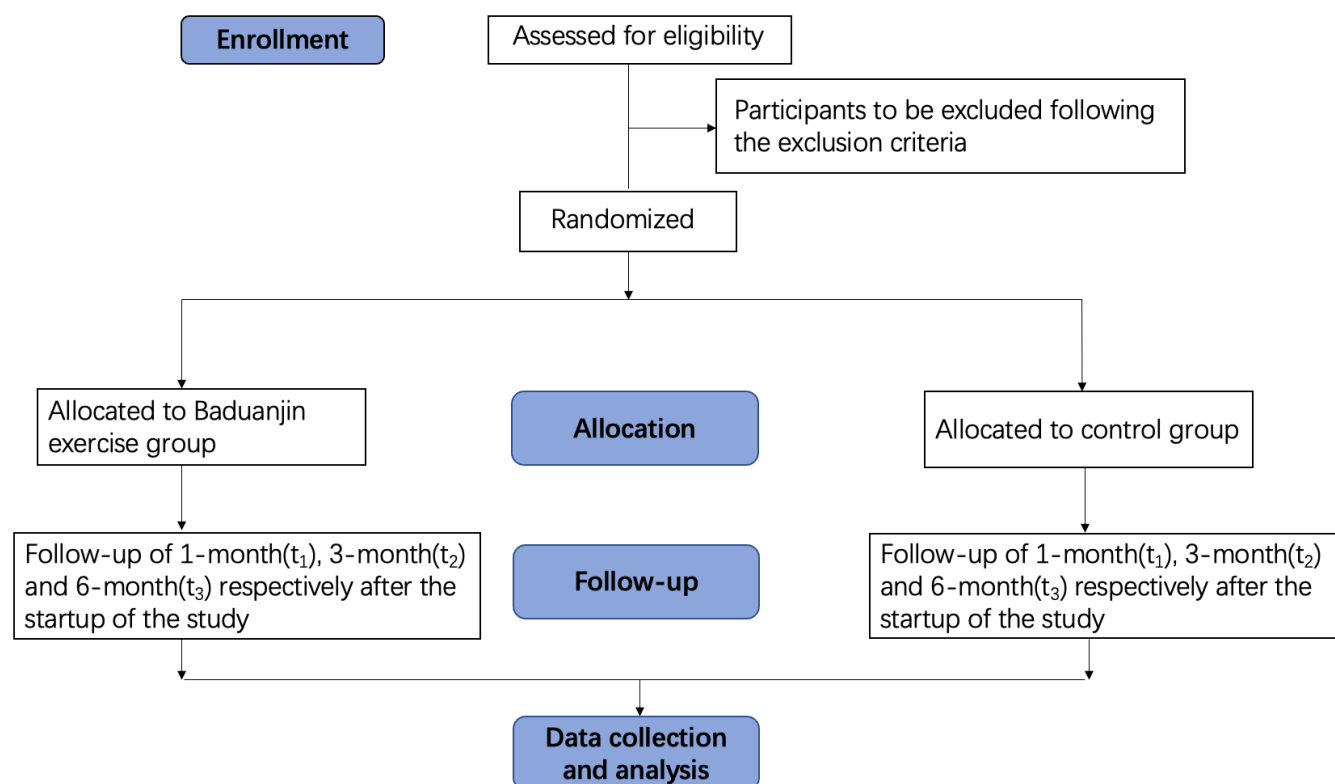 Enrollment
Assessed for eligibility
Participants to be excluded following
the exclusion criteria
Randomized
Allocated to Baduanjin
exercise group
Allocation
Allocated to control group
Follow-up of 1-month(t₁), 3-month(t₂)
and 6-month(t₃) respectively after the
startup of the study
Follow-up
Follow-up of 1-month(t₁), 3-month(t₂)
and 6-month(t₃) respectively after the
startup of the study
Data collection
and analysis